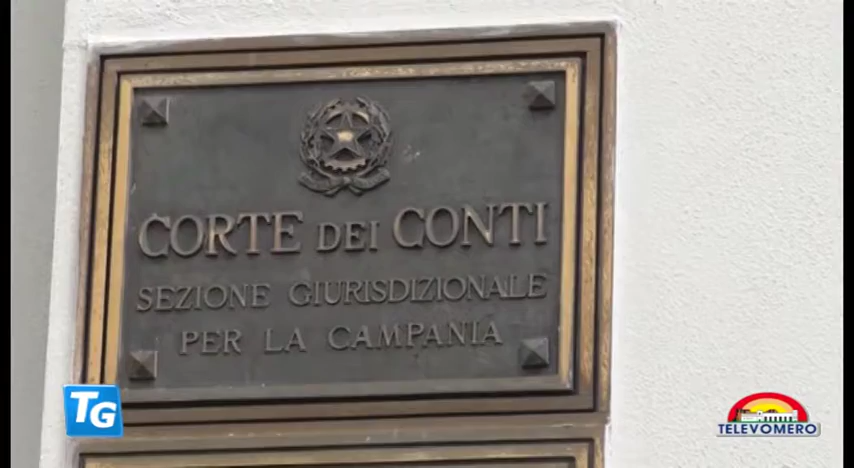 CORTE DEI CONTI
SEZIONE GIURISDIZIONALE
PER LA CAMPANIA
TG
TELEVOMERO